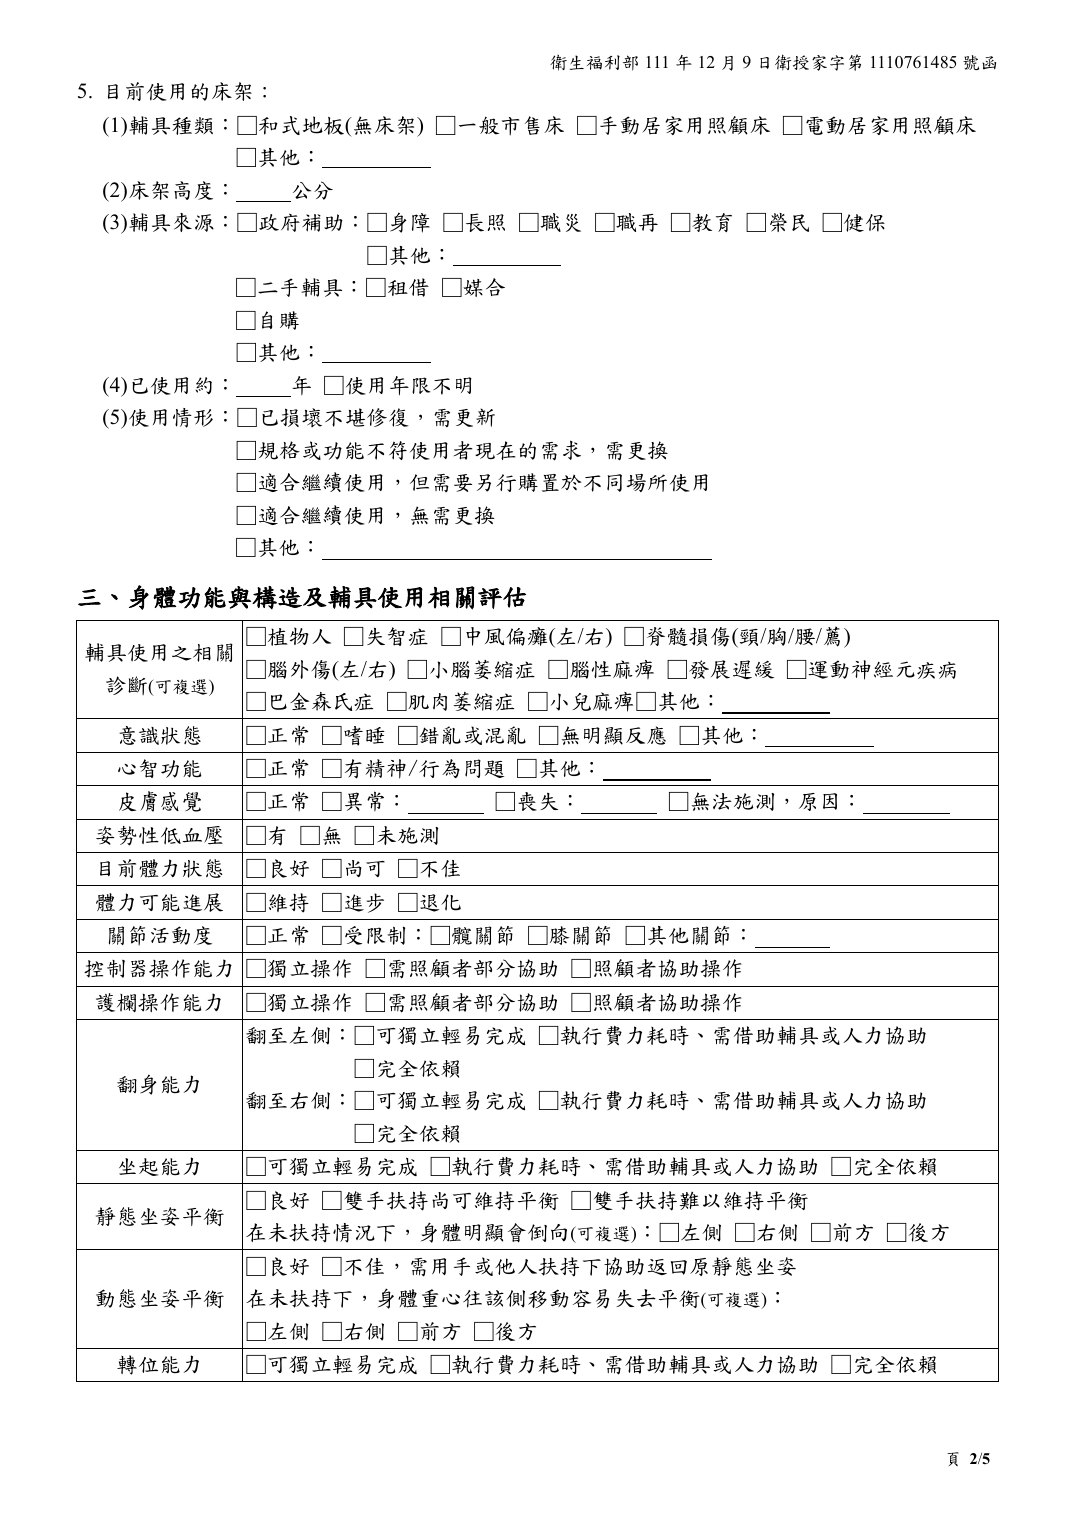 衛生福利部 111 年 12 月 9 日衛授家字第 1110761485 號函
5. 目前使用的床架：
(1)輔具種類：□和式地板(無床架) □一般市售床 □手動居家用照顧床 □電動居家用照顧床
□其他：__________
(2)床架高度：_____公分
(3)輔具來源：□政府補助：□身障 □長照 □職災 □職再 □教育 □榮民 □健保
□其他：__________
□二手輔具：□租借 □媒合
□自購
□其他：__________
(4)已使用約：_____年 □使用年限不明
(5)使用情形：□已損壞不堪修復，需更新
□規格或功能不符使用者現在的需求，需更換
□適合繼續使用，但需要另行購置於不同場所使用
□適合繼續使用，無需更換
□其他：____________________________________
三、身體功能與構造及輔具使用相關評估
輔具使用之相關
診斷(可複選)
□植物人 □失智症 □中風偏癱(左/右) □脊髓損傷(頸/胸/腰/薦)
□腦外傷(左/右) □小腦萎縮症 □腦性麻痺 □發展遲緩 □運動神經元疾病
□巴金森氏症 □肌肉萎縮症 □小兒麻痺□其他：__________
意識狀態 □正常 □嗜睡 □錯亂或混亂 □無明顯反應 □其他：__________
心智功能 □正常 □有精神/行為問題 □其他：__________
皮膚感覺 □正常 □異常：_______ □喪失：_______ □無法施測，原因：________
姿勢性低血壓 □有 □無 □未施測
目前體力狀態 □良好 □尚可 □不佳
體力可能進展 □維持 □進步 □退化
關節活動度 □正常 □受限制：□髖關節 □膝關節 □其他關節：_______
控制器操作能力 □獨立操作 □需照顧者部分協助 □照顧者協助操作
護欄操作能力 □獨立操作 □需照顧者部分協助 □照顧者協助操作
翻身能力
翻至左側：□可獨立輕易完成 □執行費力耗時、需借助輔具或人力協助
□完全依賴
翻至右側：□可獨立輕易完成 □執行費力耗時、需借助輔具或人力協助
□完全依賴
坐起能力 □可獨立輕易完成 □執行費力耗時、需借助輔具或人力協助 □完全依賴
靜態坐姿平衡
□良好 □雙手扶持尚可維持平衡 □雙手扶持難以維持平衡
在未扶持情況下，身體明顯會倒向(可複選)：□左側 □右側 □前方 □後方
動態坐姿平衡
□良好 □不佳，需用手或他人扶持下協助返回原靜態坐姿
在未扶持下，身體重心往該側移動容易失去平衡(可複選)：
□左側 □右側 □前方 □後方
轉位能力 □可獨立輕易完成 □執行費力耗時、需借助輔具或人力協助 □完全依賴
頁 2/5